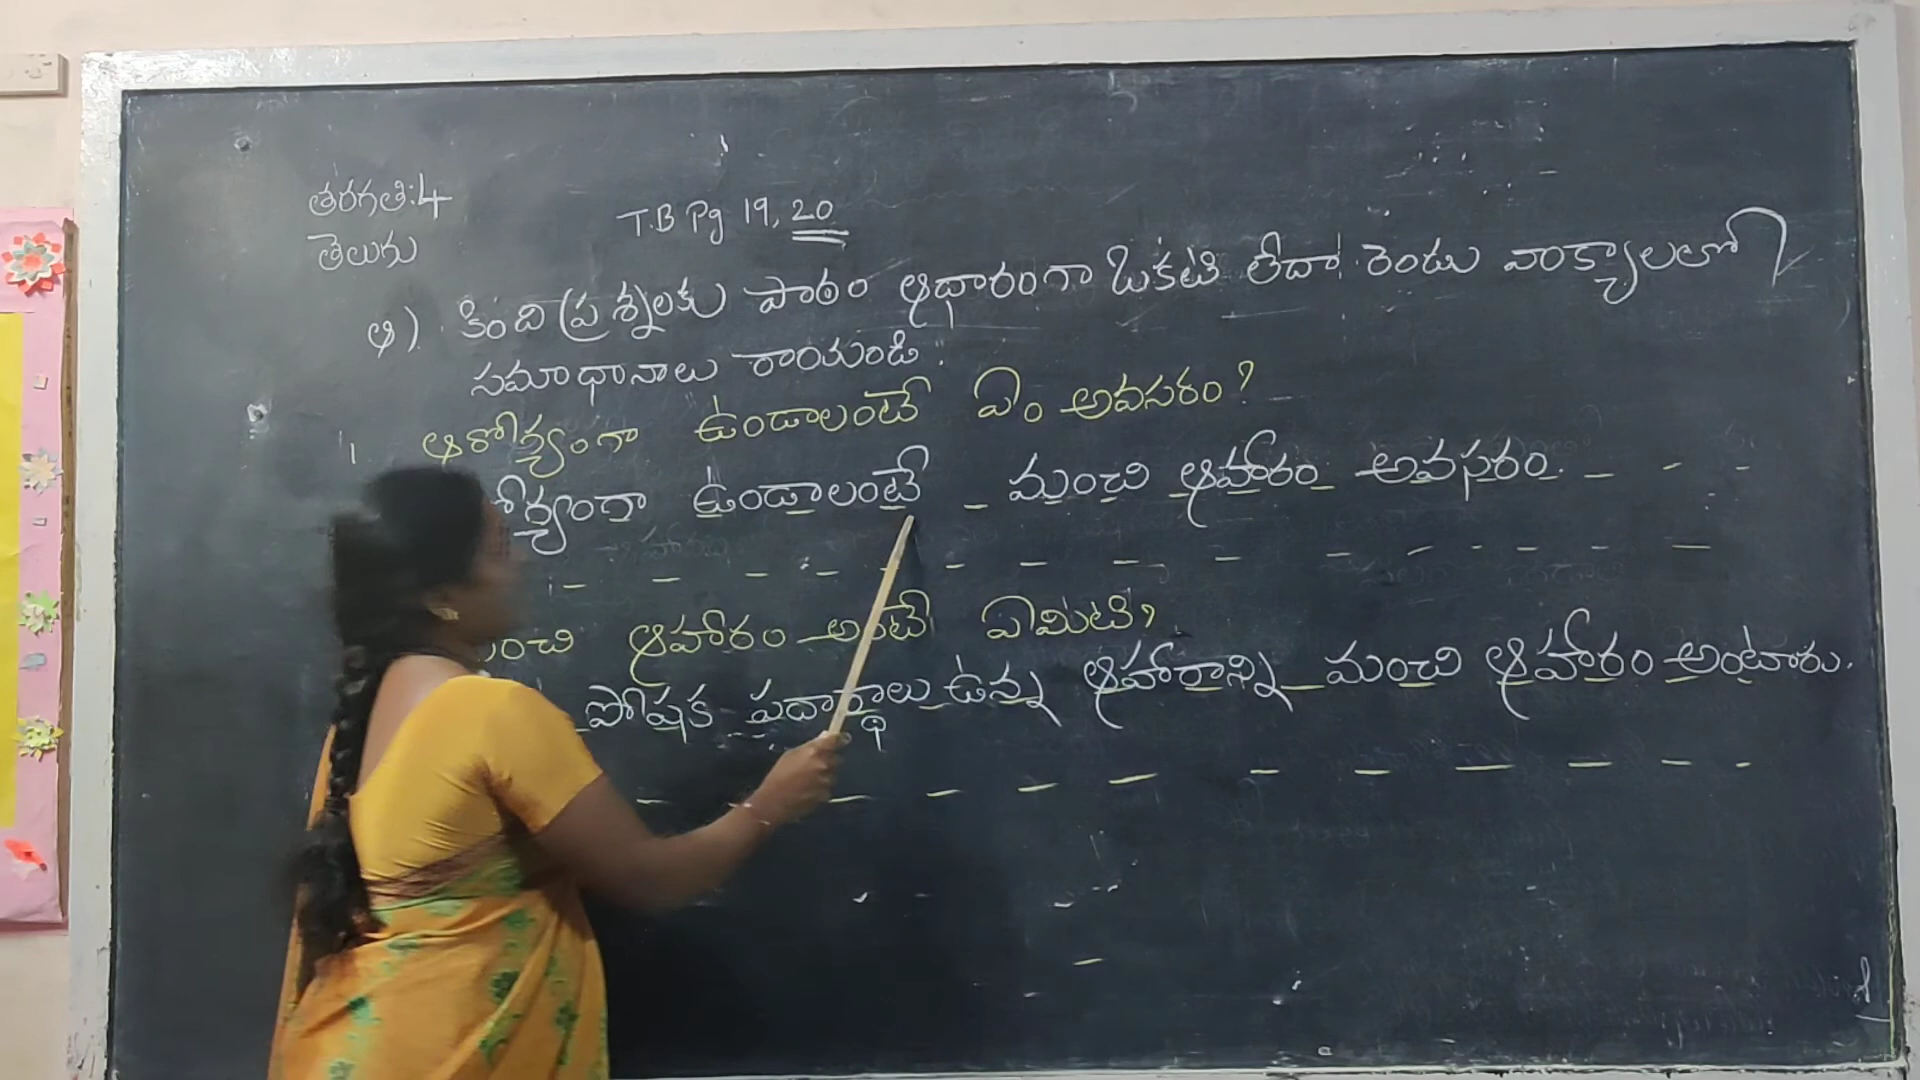 తరగతి:4
తెలుగు
T.B Pg 19, 20
ఆ) కింది ప్రశ్నలకు పాఠం ఆధారంగా ఒకటి లేదా రెండు వాక్యాలలో
సమాధానాలు రాయండి.
1 ఆరోగ్యంగా ఉండాలంటే ఏం అవసరం?
ఉండాలంటే మంచి ఆహారం అవసరం.
ఆహారం అంటే ఏమిటి?
పోషక పదార్థాలు ఉన్న ఆహారాన్ని మంచి ఆహారం అంటారు.